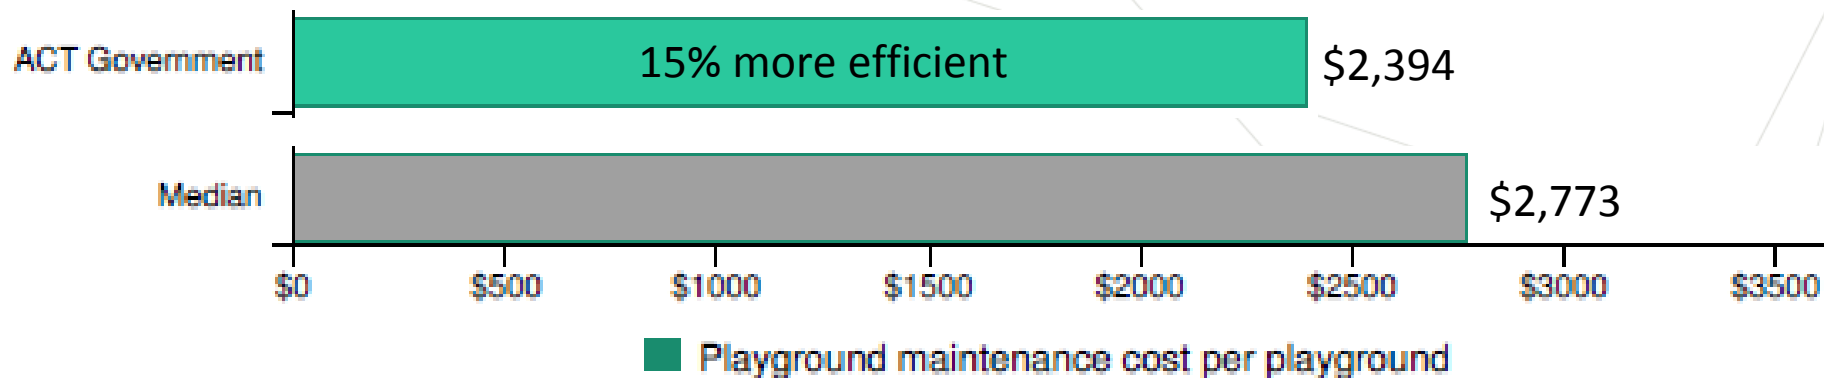 ACT Government 15% more efficient $2,394
Median $2,773
$0 $500 $1000 $1500 $2000 $2500 $3000 $3500
Playground maintenance cost per playground